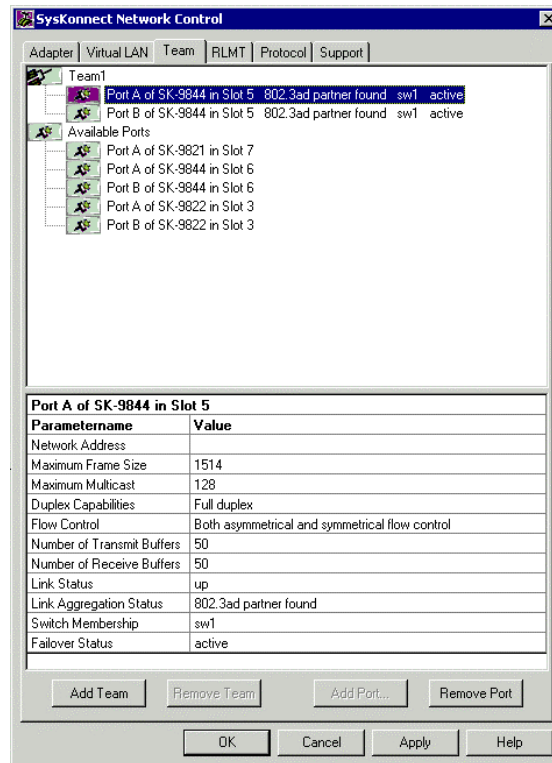 SysKonnect Network Control
Adapter Virtual LAN Team RLMT Protocol Support
Team1
Port A of SK-9844 in Slot 5 802.3ad partner found sw1 active
Port B of SK-9844 in Slot 5 802.3ad partner found sw1 active
Available Ports
Port A of SK-9821 in Slot 7
Port A of SK-9844 in Slot 6
Port B of SK-9844 in Slot 6
Port A of SK-9822 in Slot 3
Port B of SK-9822 in Slot 3
Port A of SK-9844 in Slot 5
Parametername Value
Network Address
Maximum Frame Size 1514
Maximum Multicast 128
Duplex Capabilities Full duplex
Flow Control Both asymmetrical and symmetrical flow control
Number of Transmit Buffers 50
Number of Receive Buffers 50
Link Status up
Link Aggregation Status 802.3ad partner found
Switch Membership sw1
Failover Status active
Add Team Remove Team Add Port... Remove Port
OK Cancel Apply Help